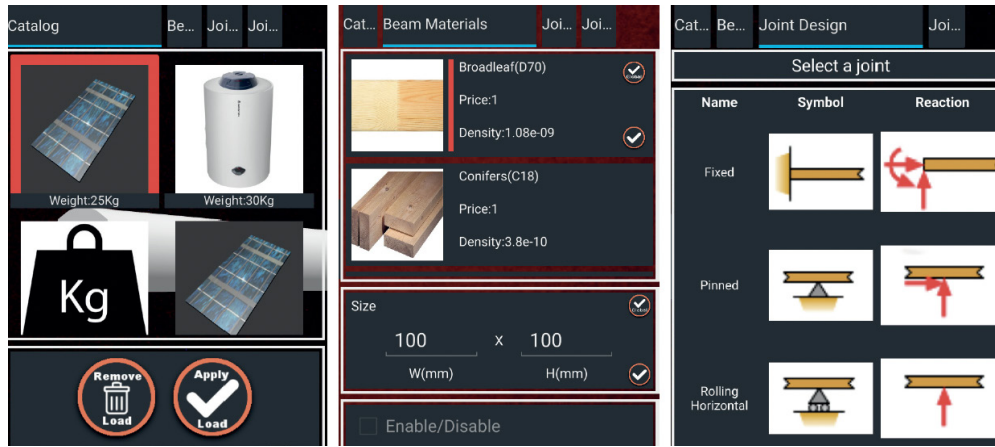 Catalog Be... Joi... Joi...
Weight:25Kg Weight:30Kg
Kg
Remove
Load
Apply
Load
Cat... Beam Materials Joi... Joi...
Broadleaf(D70)
Price:1
Density:1.08e-09
Conifers(C18)
Price:1
Density:3.8e-10
Size
100 x 100
W(mm) H(mm)
Enable/Disable
Cat... Be... Joint Design Joi...
Select a joint
Name Symbol Reaction
Fixed
Pinned
Rolling
Horizontal